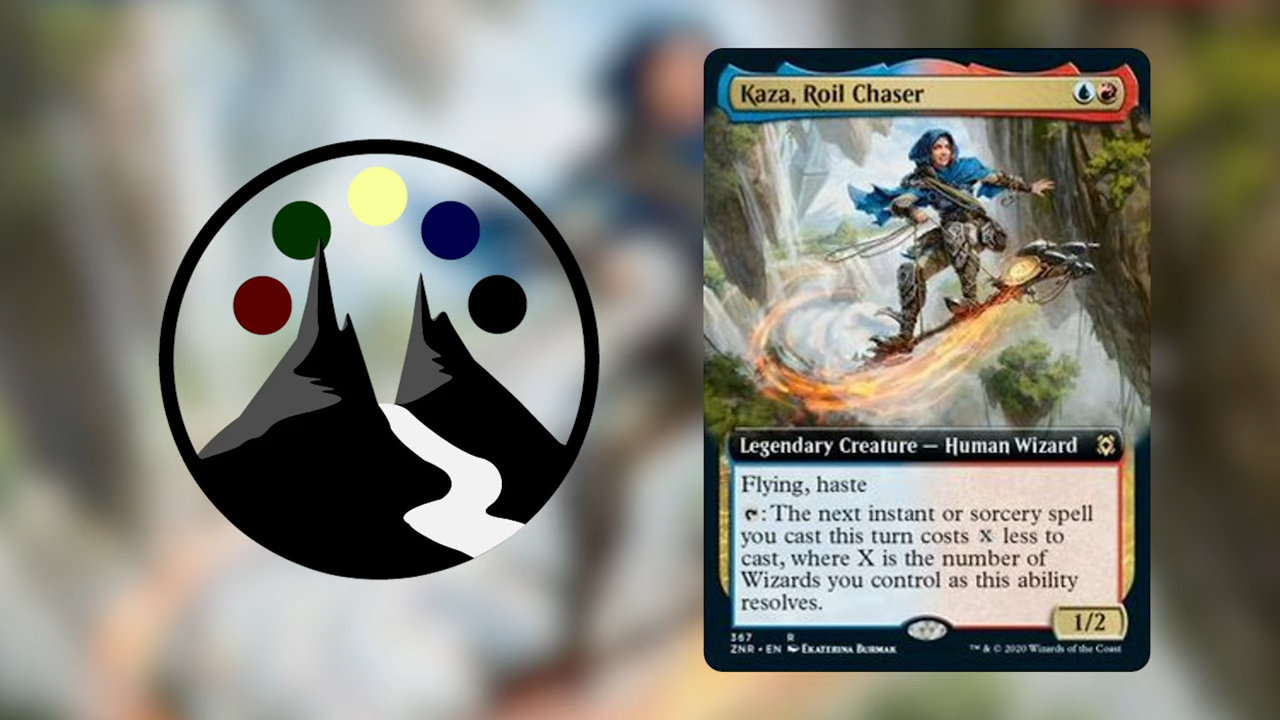 Kaza, Roil Chaser
Legendary Creature — Human Wizard
Flying, haste
: The next instant or sorcery spell
you cast this turn costs X less to
cast, where X is the number of
Wizards you control as this ability
resolves.
1/2
367 R
ZNR • EN Ekaterina Burmak
™ & © 2020 Wizards of the Coast